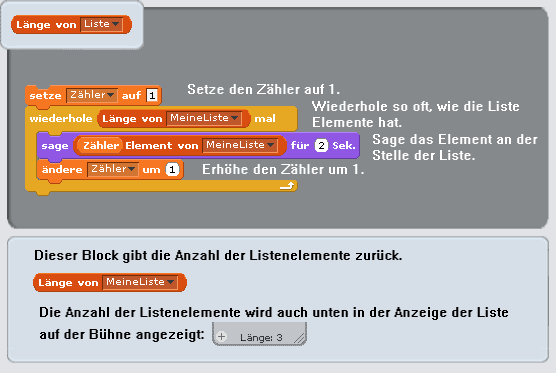 Länge von Liste
setze Zähler auf 1 Setze den Zähler auf 1.
wiederhole Länge von MeineListe mal Wiederhole so oft, wie die Liste
Elemente hat.
sage Zähler Element von MeineListe für 2 Sek. Sage das Element an der
Stelle der Liste.
ändere Zähler um 1 Erhöhe den Zähler um 1.
Dieser Block gibt die Anzahl der Listenelemente zurück.
Länge von MeineListe
Die Anzahl der Listenelemente wird auch unten in der Anzeige der Liste
auf der Bühne angezeigt: + Länge: 3